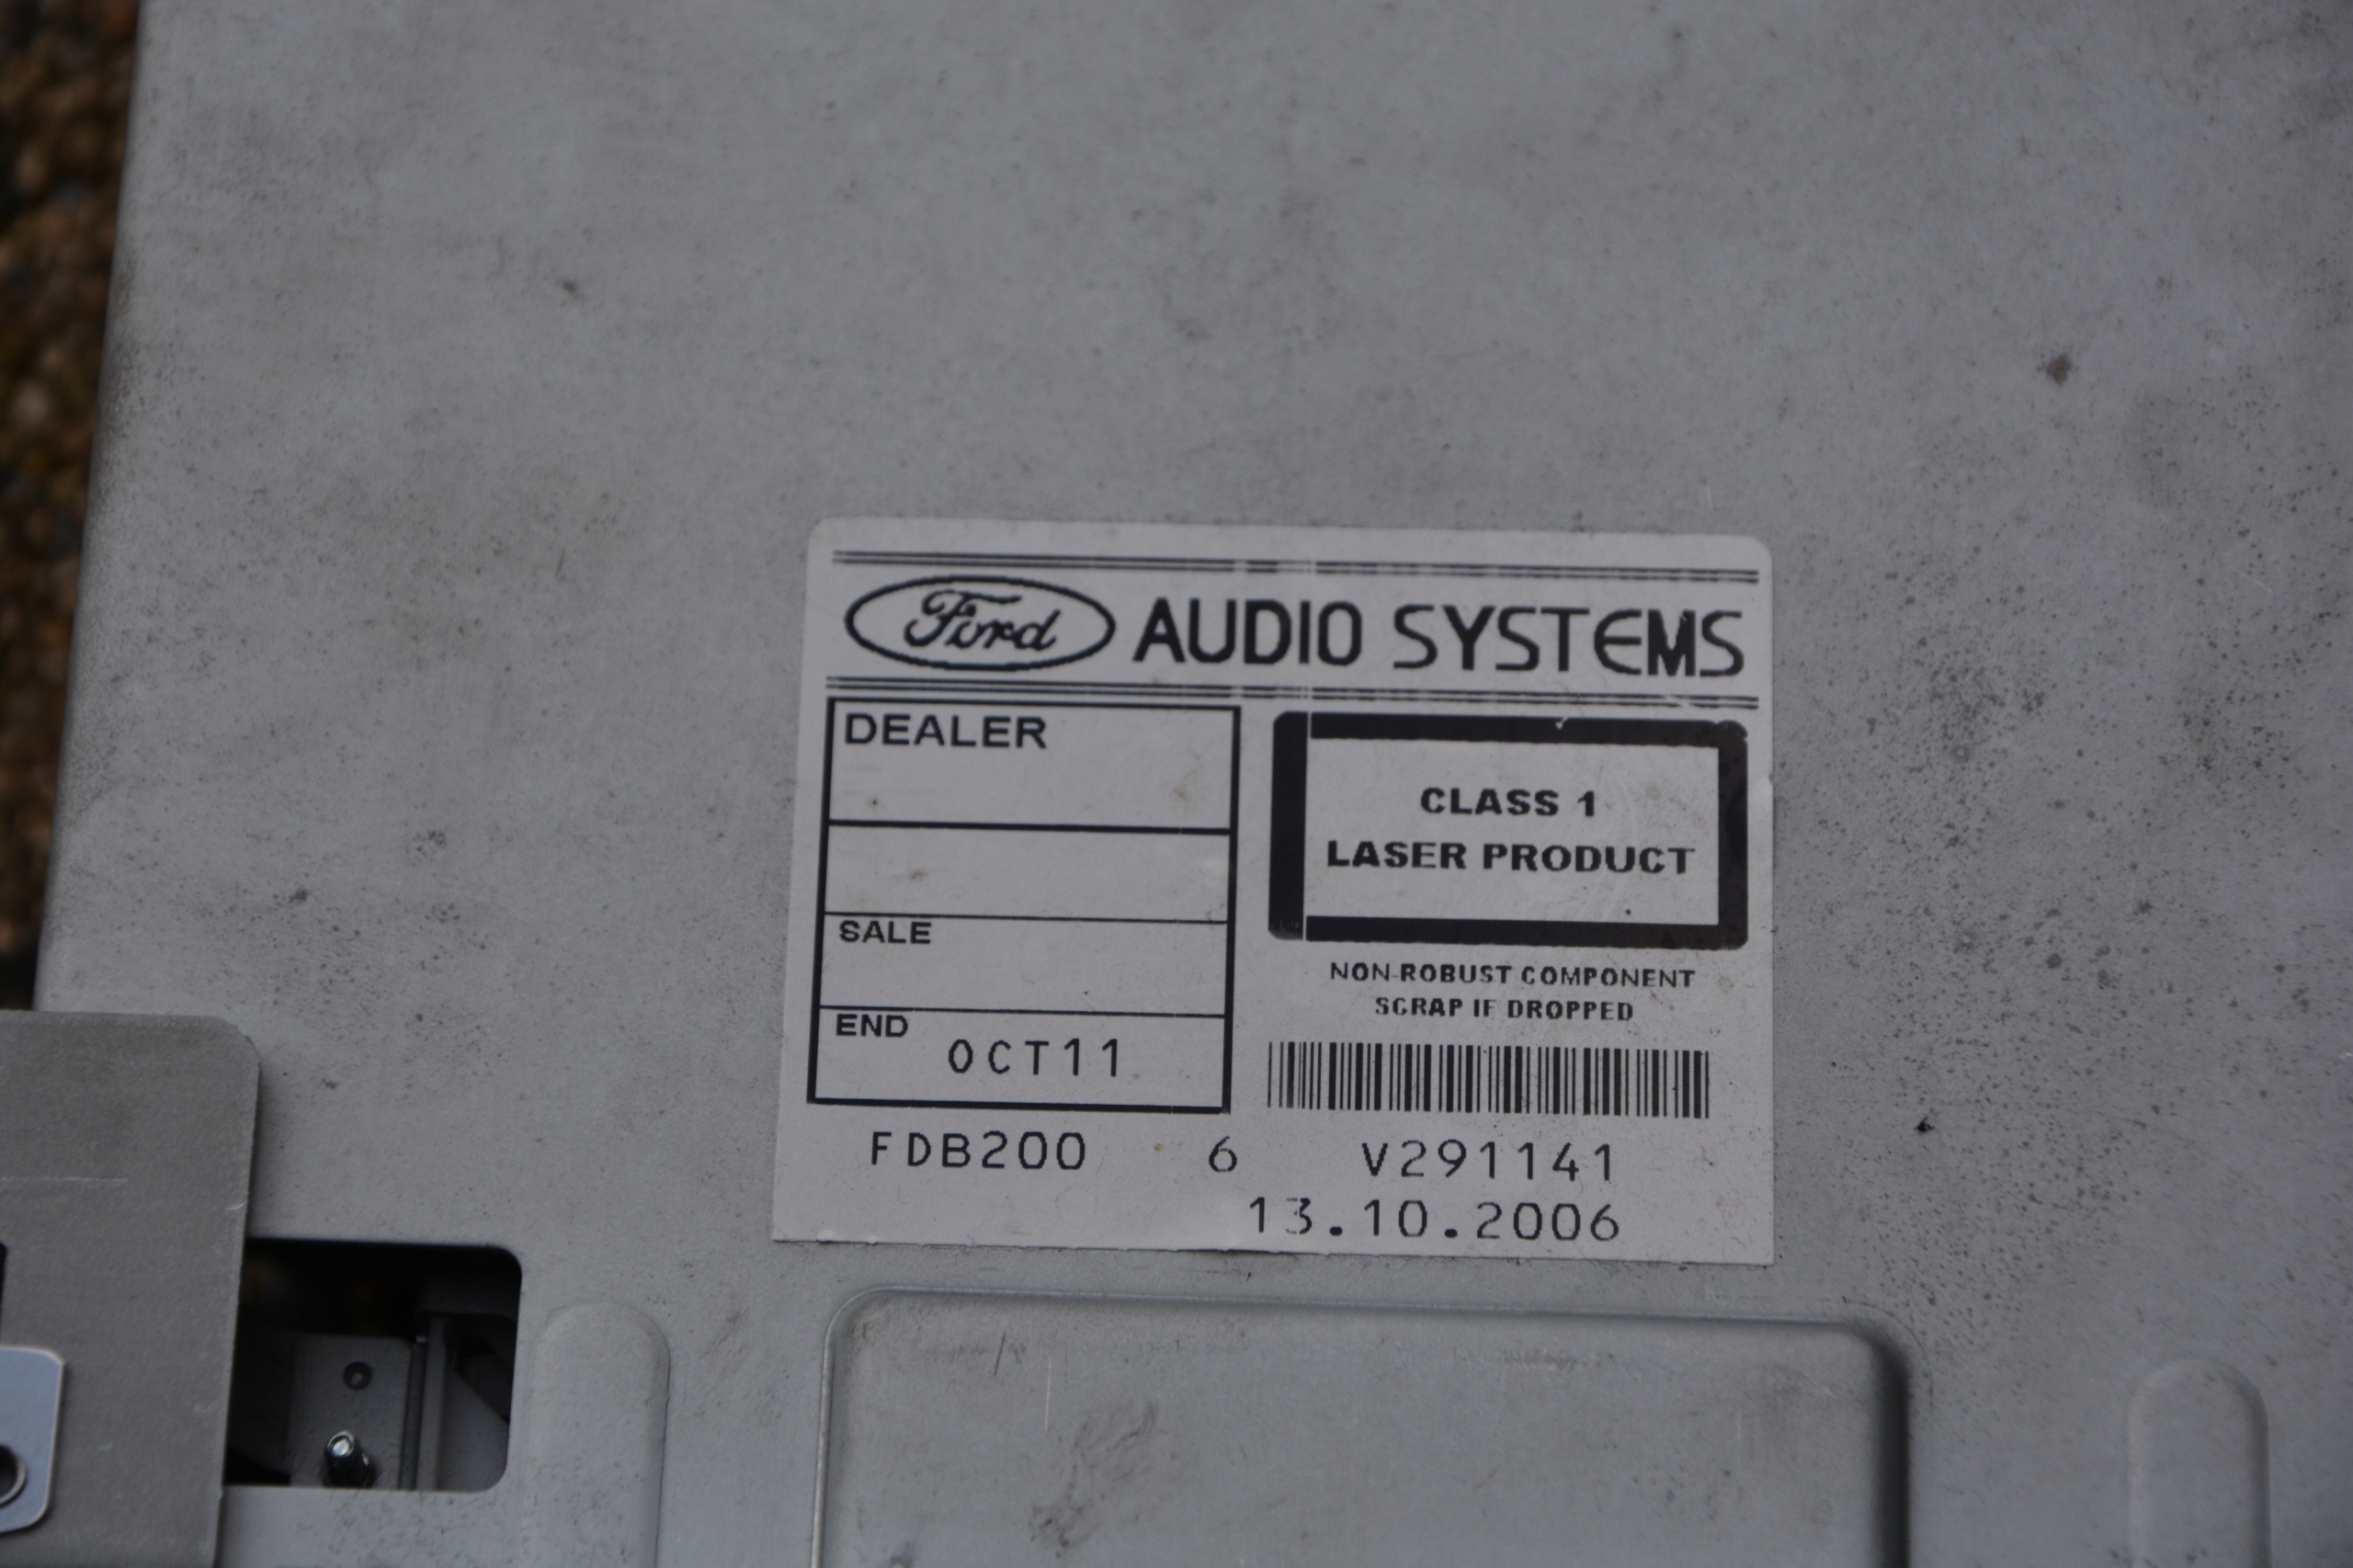 Ford AUDIO SYSTEMS
DEALER
SALE
END OCT11
CLASS 1
LASER PRODUCT
NON-ROBUST COMPONENT
SCRAP IF DROPPED
FDB200 6 V291141
13.10.2006